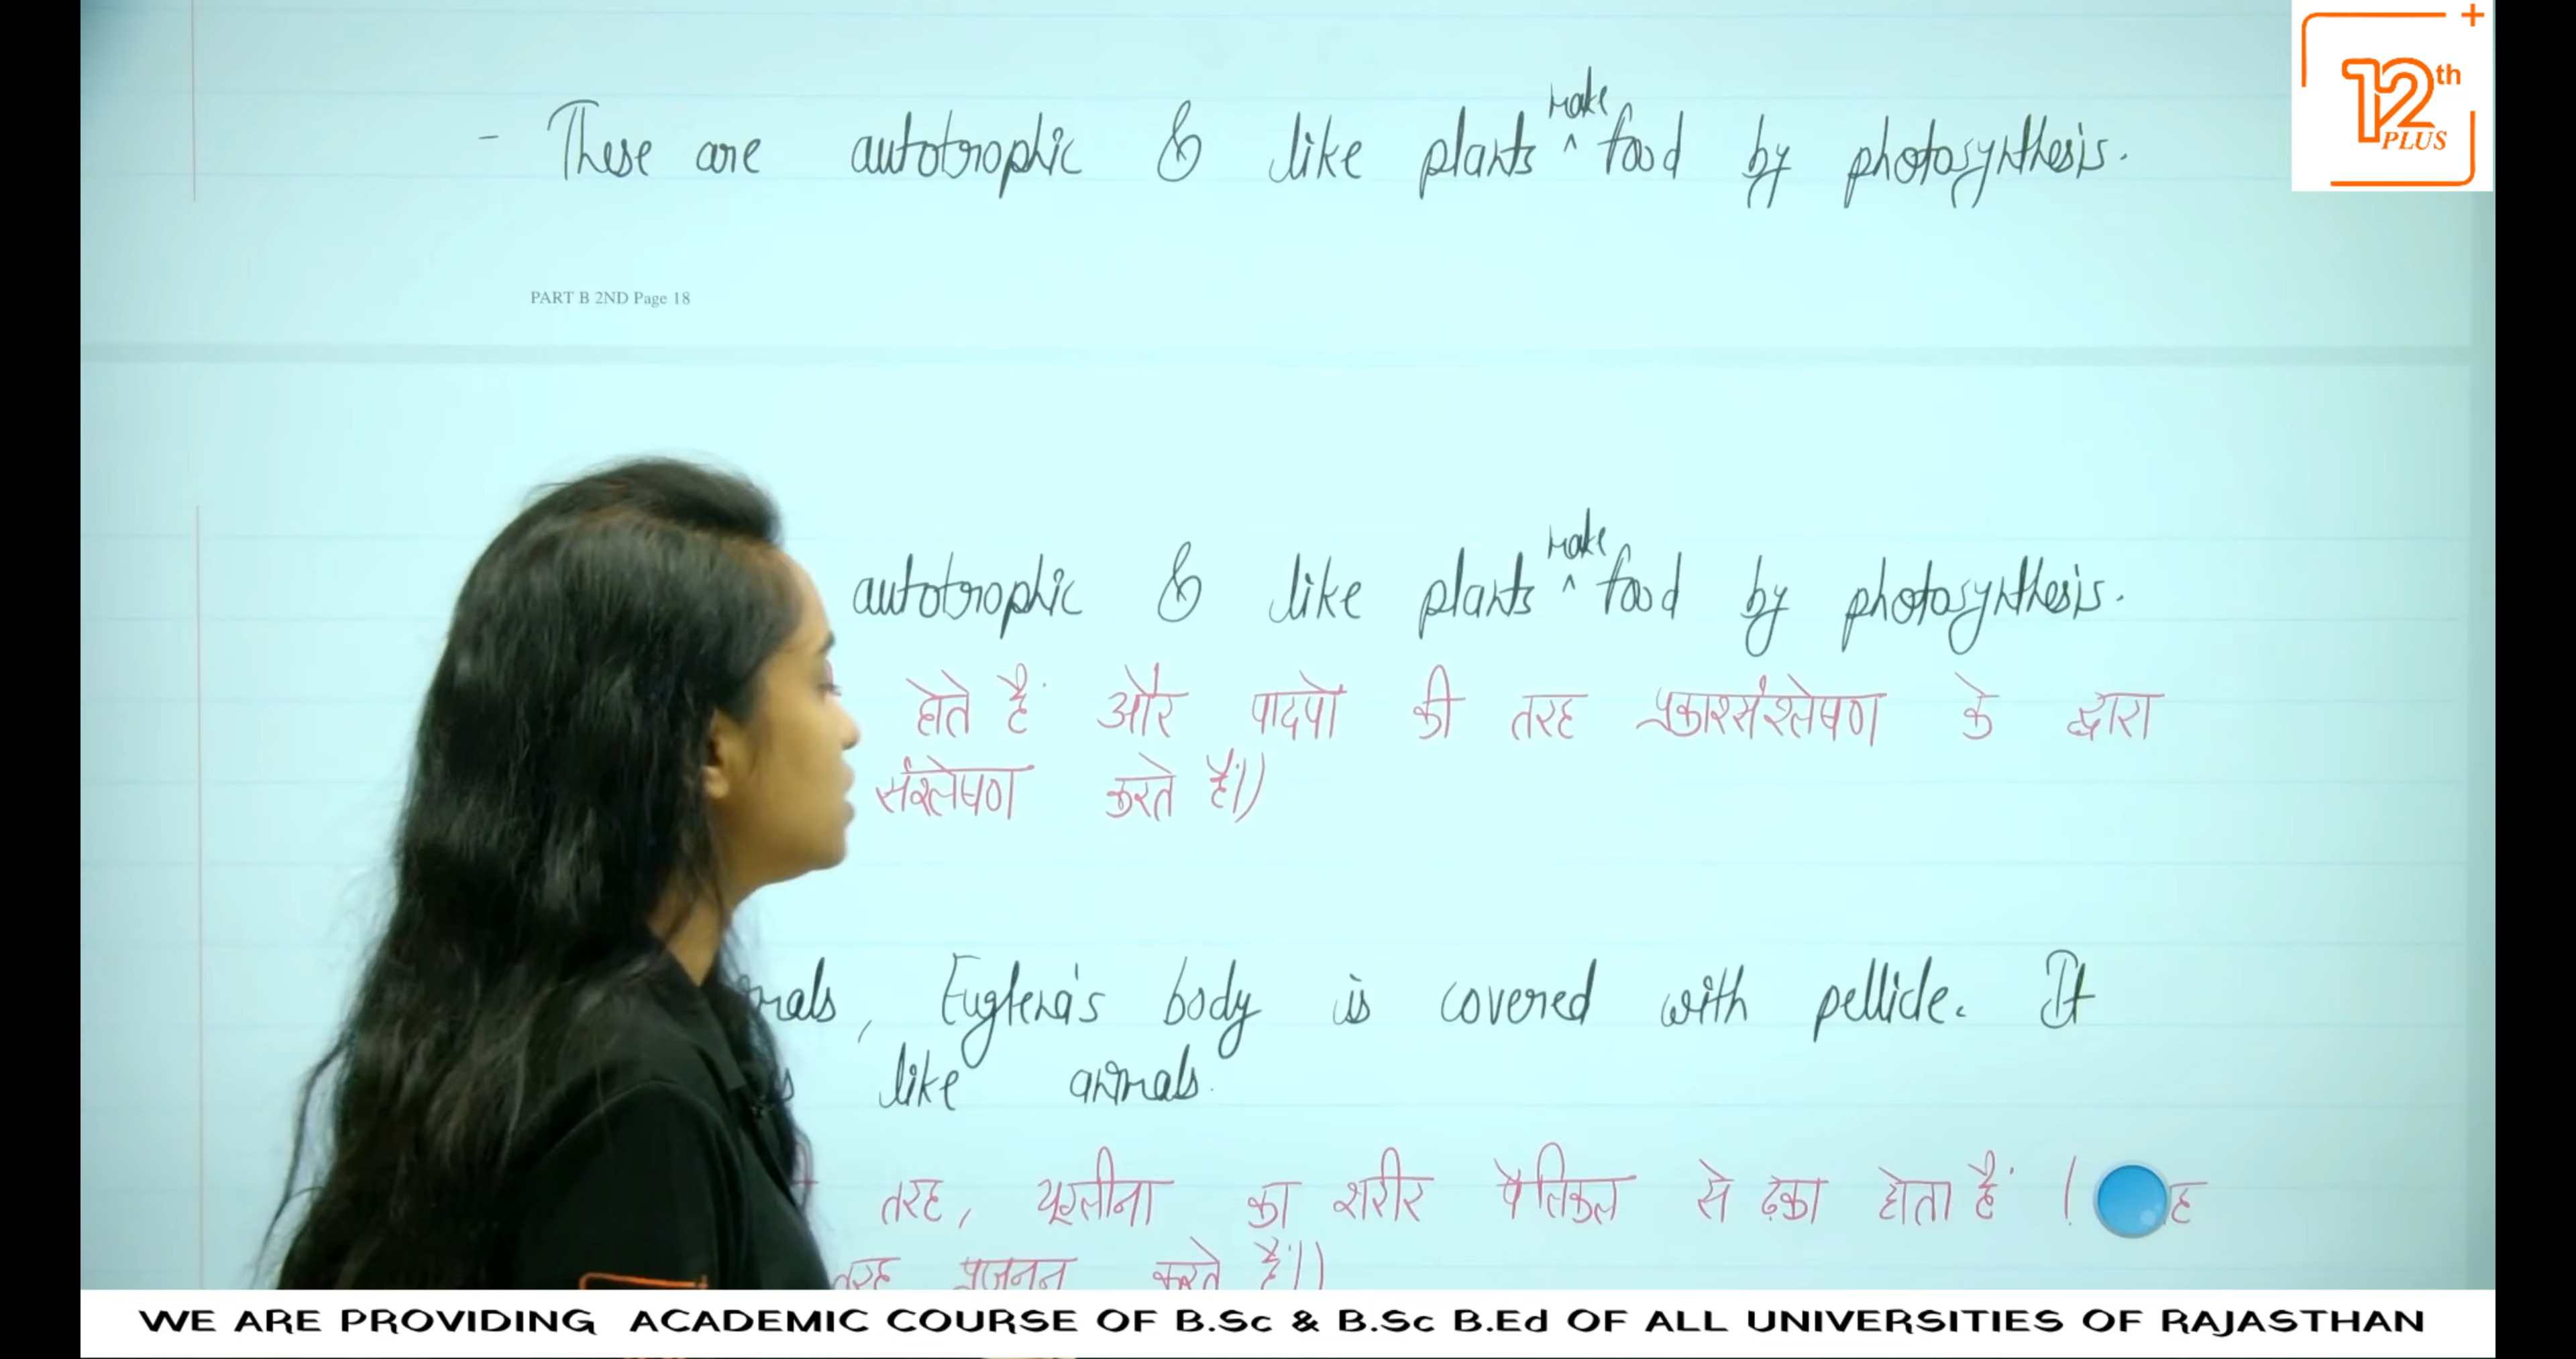 12th
PLUS
- These are autotrophic & like plants ^make food by photosynthesis.
PART B 2ND Page 18
autotrophic & like plants ^make food by photosynthesis.
होते हैं और पादपों की तरह प्रकाशसंश्लेषण के द्वारा
संश्लेषण करते हैं।)
Euglena's body is covered with pellicle. It
like animals.
तरह, यूग्लीना का शरीर पैलिकल से ढ़का होता है ।
तरह प्रजनन करते हैं।)
WE ARE PROVIDING ACADEMIC COURSE OF B.Sc & B.Sc B.Ed OF ALL UNIVERSITIES OF RAJASTHAN